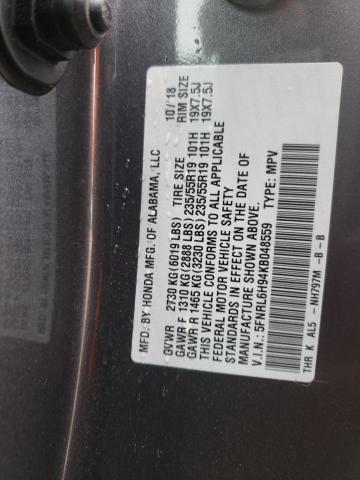 MFD. BY HONDA MFG. OF ALABAMA, LLC 10/18
GVWR 2730 KG(6019 LBS) TIRE SIZE RIM SIZE
GAWR F 1310 KG (2888 LBS) 235/55R19 101H 19X7.5J
GAWR R 1465 KG(3230 LBS) 235/55R19 101H 19X7.5J
THIS VEHICLE CONFORMS TO ALL APPLICABLE
FEDERAL MOTOR VEHICLE SAFETY
STANDARDS IN EFFECT ON THE DATE OF
MANUFACTURE SHOWN ABOVE.
V.I.N.: 5FNRL6H94KB048559 TYPE: MPV
THR K AL5 -NH797M -B -B